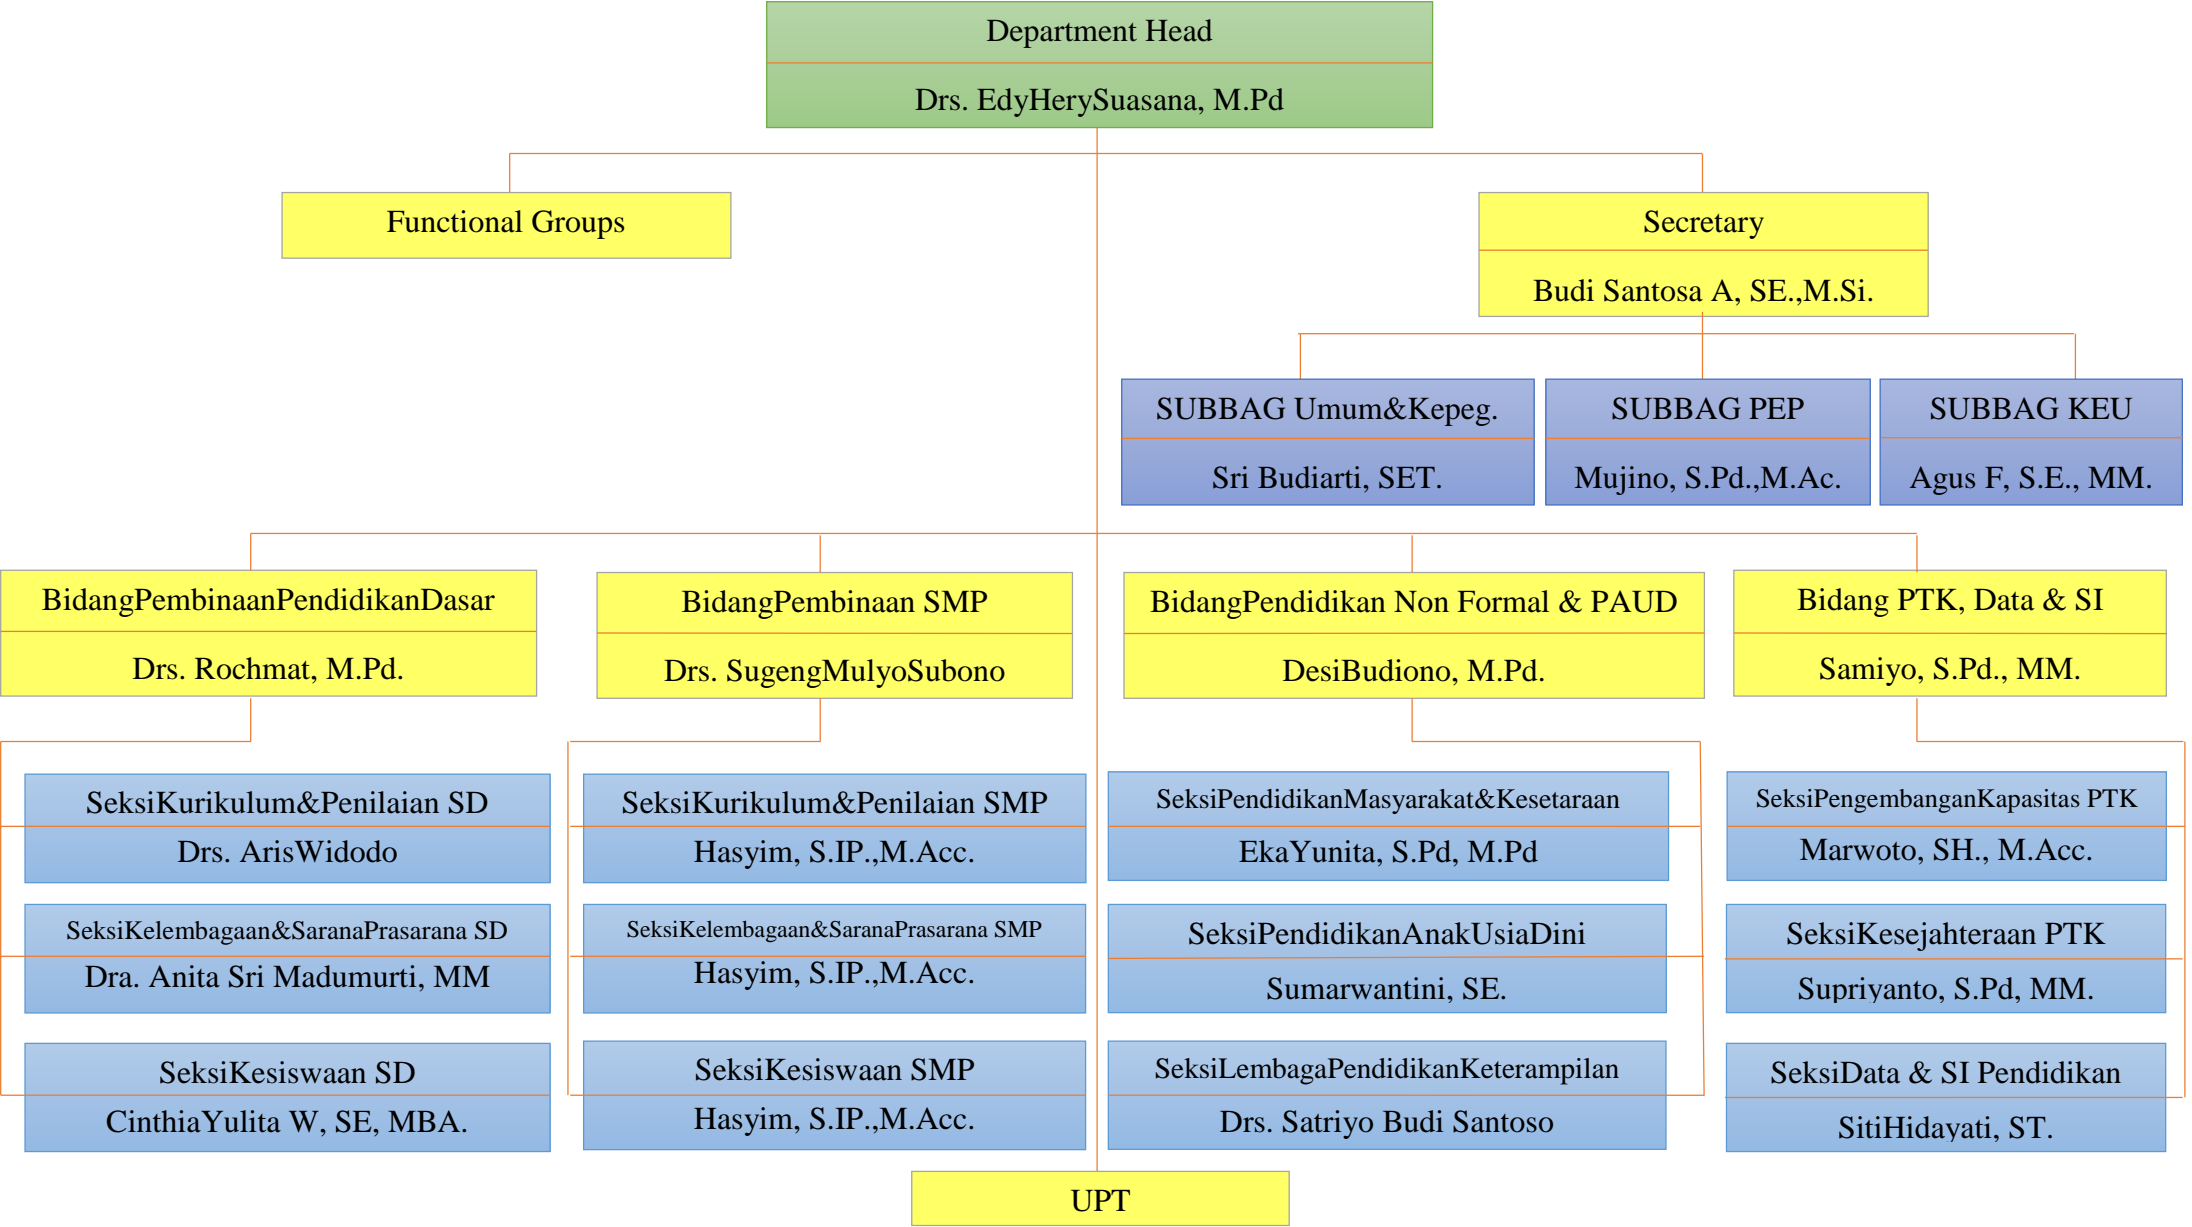 Department Head
Drs. EdyHerySuasana, M.Pd
Functional Groups
Secretary
Budi Santosa A, SE.,M.Si.
SUBBAG Umum&Kepeg.
Sri Budiarti, SET.
SUBBAG PEP
Mujino, S.Pd.,M.Ac.
SUBBAG KEU
Agus F, S.E., MM.
BidangPembinaanPendidikanDasar
Drs. Rochmat, M.Pd.
BidangPembinaan SMP
Drs. SugengMulyoSubono
BidangPendidikan Non Formal & PAUD
DesiBudiono, M.Pd.
Bidang PTK, Data & SI
Samiyo, S.Pd., MM.
SeksiKurikulum&Penilaian SD
Drs. ArisWidodo
SeksiKelembagaan&SaranaPrasarana SD
Dra. Anita Sri Madumurti, MM
SeksiKesiswaan SD
CinthiaYulita W, SE, MBA.
SeksiKurikulum&Penilaian SMP
Hasyim, S.IP.,M.Acc.
SeksiKelembagaan&SaranaPrasarana SMP
Hasyim, S.IP.,M.Acc.
SeksiKesiswaan SMP
Hasyim, S.IP.,M.Acc.
SeksiPendidikanMasyarakat&Kesetaraan
EkaYunita, S.Pd, M.Pd
SeksiPendidikanAnakUsiaDini
Sumarwantini, SE.
SeksiLembagaPendidikanKeterampilan
Drs. Satriyo Budi Santoso
SeksiPengembanganKapasitas PTK
Marwoto, SH., M.Acc.
SeksiKesejahteraan PTK
Supriyanto, S.Pd, MM.
SeksiData & SI Pendidikan
SitiHidayati, ST.
UPT